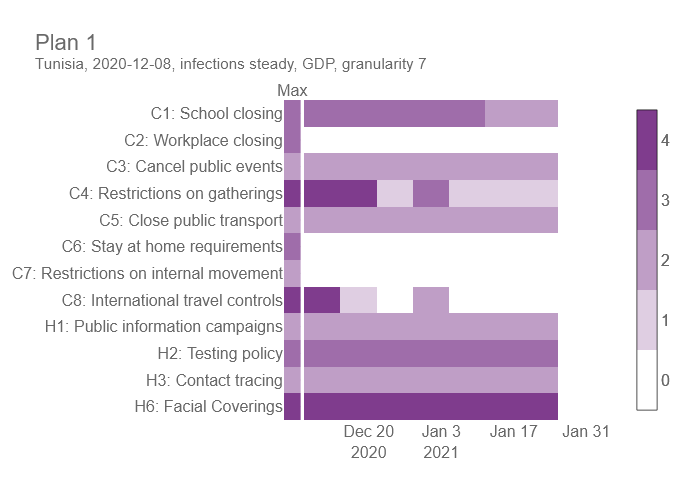 Plan 1
Tunisia, 2020-12-08, infections steady, GDP, granularity 7
Max
C1: School closing
C2: Workplace closing
C3: Cancel public events
C4: Restrictions on gatherings
C5: Close public transport
C6: Stay at home requirements
C7: Restrictions on internal movement
C8: International travel controls
H1: Public information campaigns
H2: Testing policy
H3: Contact tracing
H6: Facial Coverings
Dec 20 Jan 3 Jan 17 Jan 31
2020 2021
4
3
2
1
0